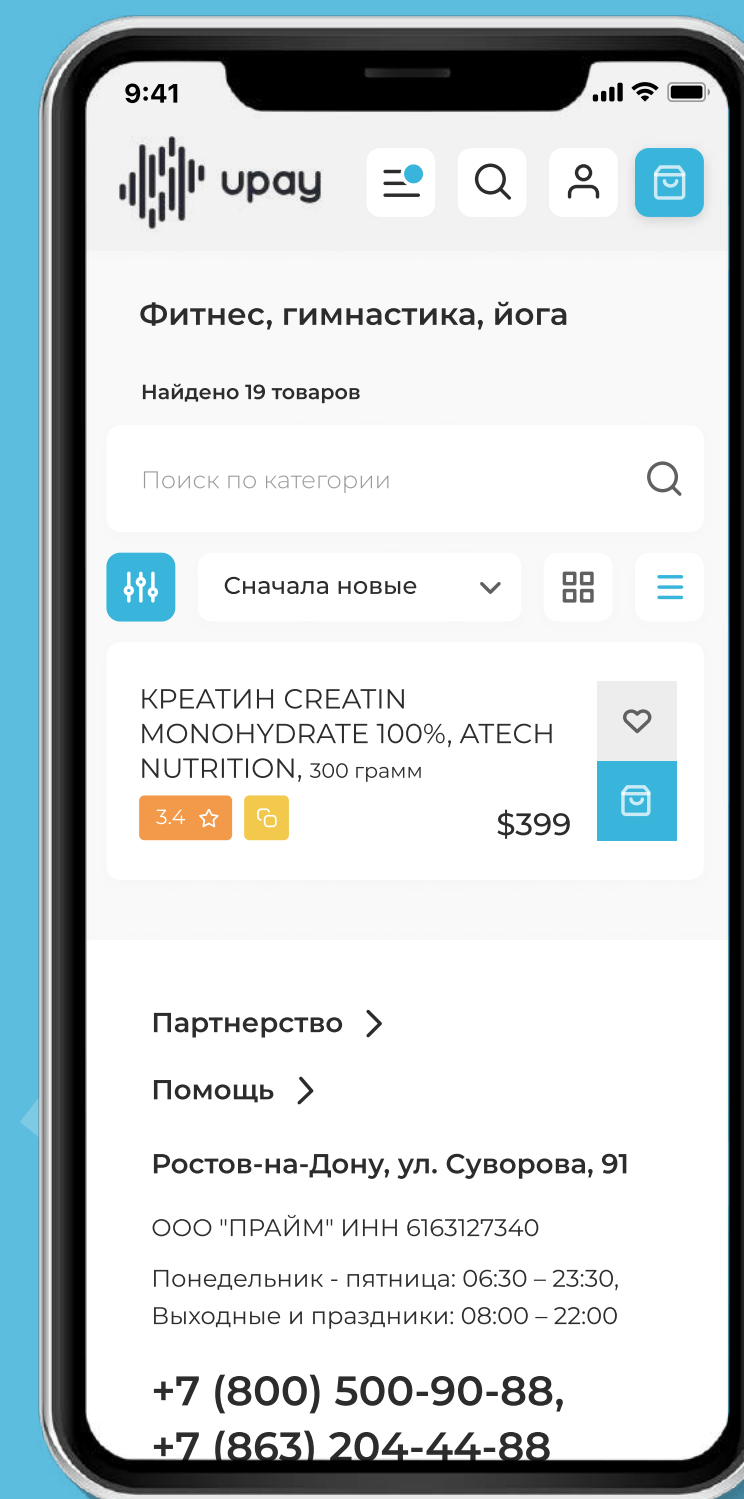 9:41
upay
Фитнес, гимнастика, йога
Найдено 19 товаров
Поиск по категории
Сначала новые
КРЕАТИН CREATIN
MONOHYDRATE 100%, ATECH
NUTRITION, 300 грамм
3.4
$399
Партнерство
Помощь
Ростов-на-Дону, ул. Суворова, 91
ООО "ПРАЙМ" ИНН 6163127340
Понедельник - пятница: 06:30 – 23:30,
Выходные и праздники: 08:00 – 22:00
+7 (800) 500-90-88,
+7 (863) 204-44-88